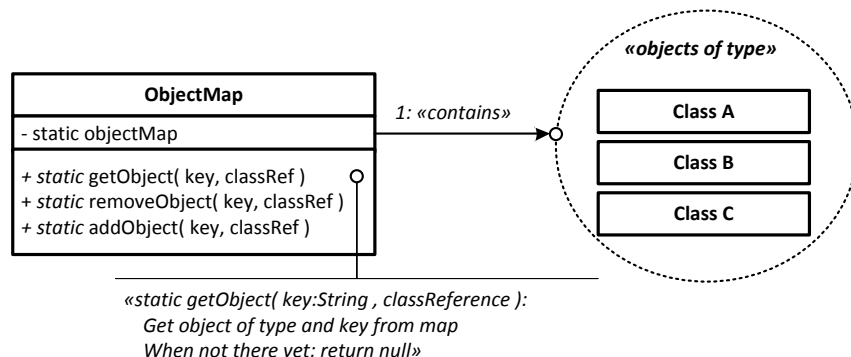 «objects of type»
ObjectMap
- static objectMap
+ static getObject( key, classRef )
+ static removeObject( key, classRef )
+ static addObject( key, classRef )
1: «contains»
Class A
Class B
Class C
«static getObject( key:String , classReference ):
Get object of type and key from map
When not there yet: return null»